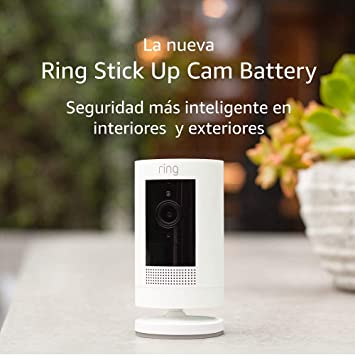 La nueva
Ring Stick Up Cam Battery
Seguridad más inteligente en
interiores y exteriores
ring